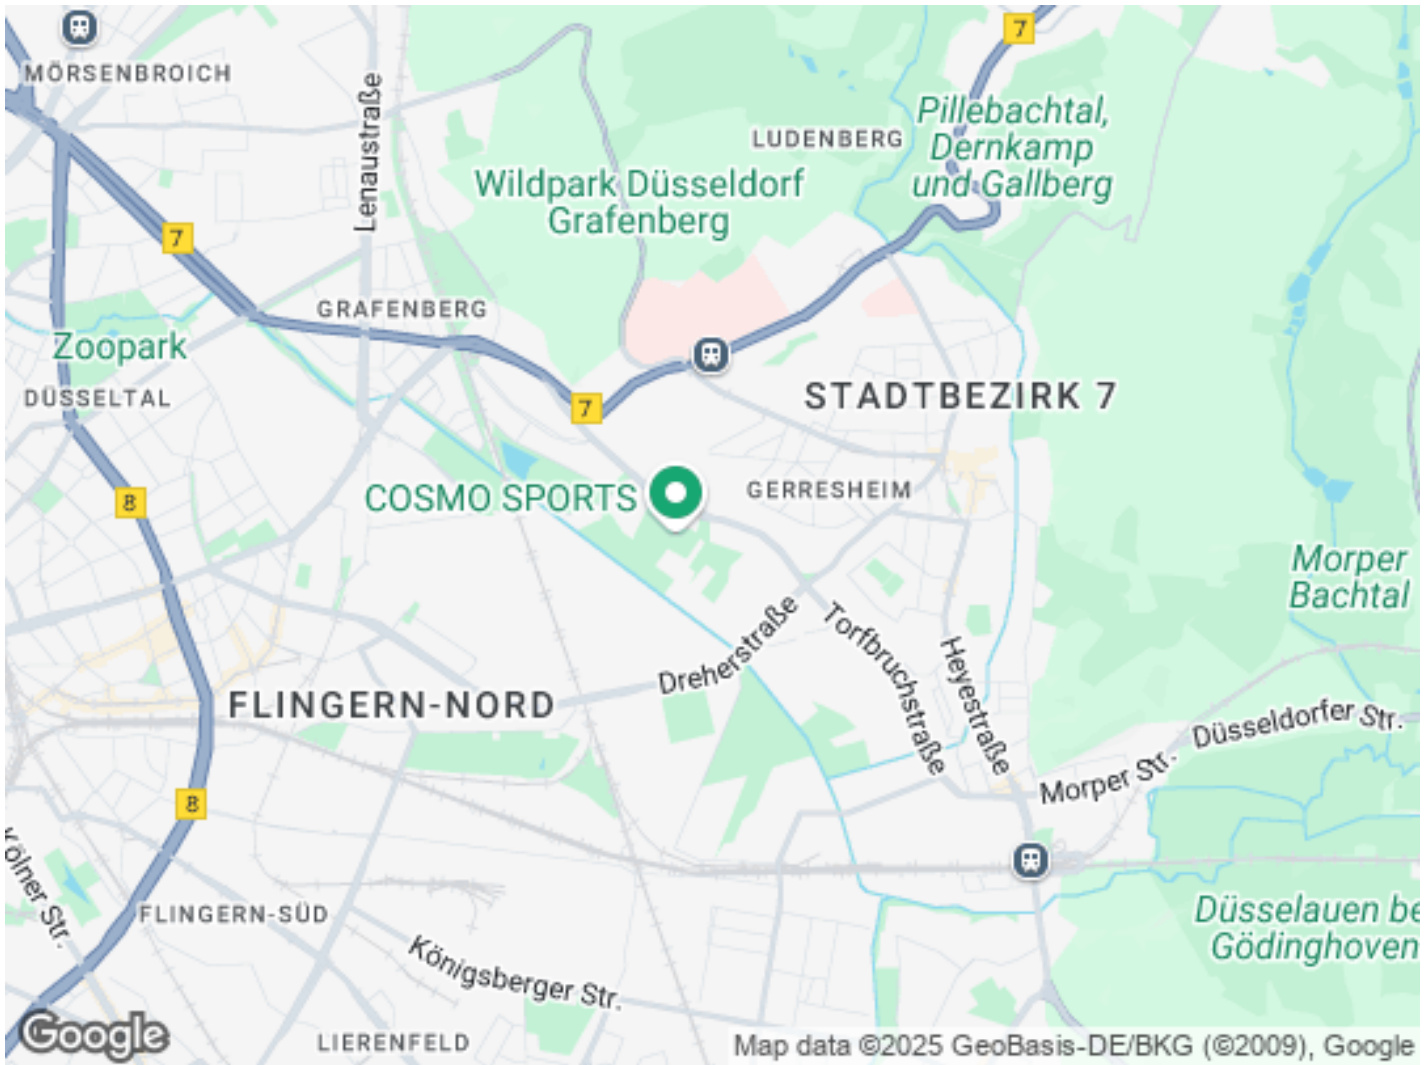 7
MÖRSENBROICH
Lenaustraße
LUDENBERG
Pillebachtal,
Dernkamp
und Gallberg
Wildpark Düsseldorf
Grafenberg
7
GRAFENBERG
Zoopark
DÜSSELTAL
7
STADTBEZIRK 7
8
COSMO SPORTS
GERRESHEIM
Morper
Bachtal
Dreherstraße
Torfbruchstraße
Heyestraße
FLINGERN-NORD
Düsseldorfer Str.
Morper Str.
8
Kölner Str.
FLINGERN-SÜD
Düsselauen be
Gödinghoven
Königsberger Str.
LIERENFELD
Google
Map data ©2025 GeoBasis-DE/BKG (©2009), Google